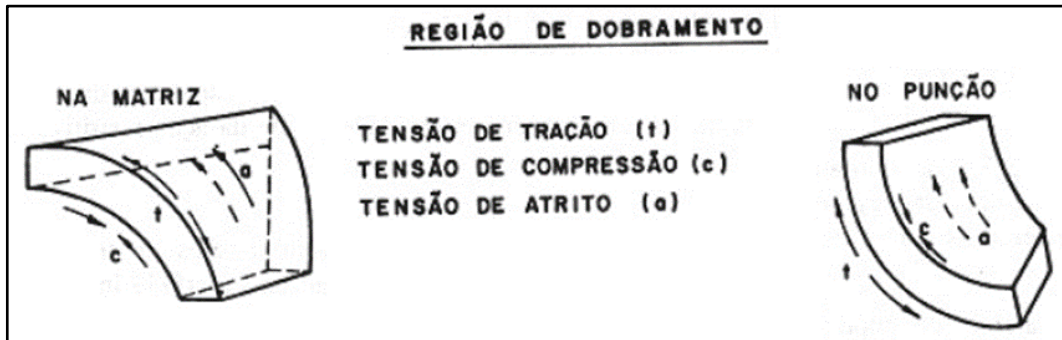 REGIÃO DE DOBRAMENTO
NA MATRIZ
NO PUNÇÃO
TENSÃO DE TRAÇÃO (t)
TENSÃO DE COMPRESSÃO (c)
TENSÃO DE ATRITO (a)
a
t
c
a
t